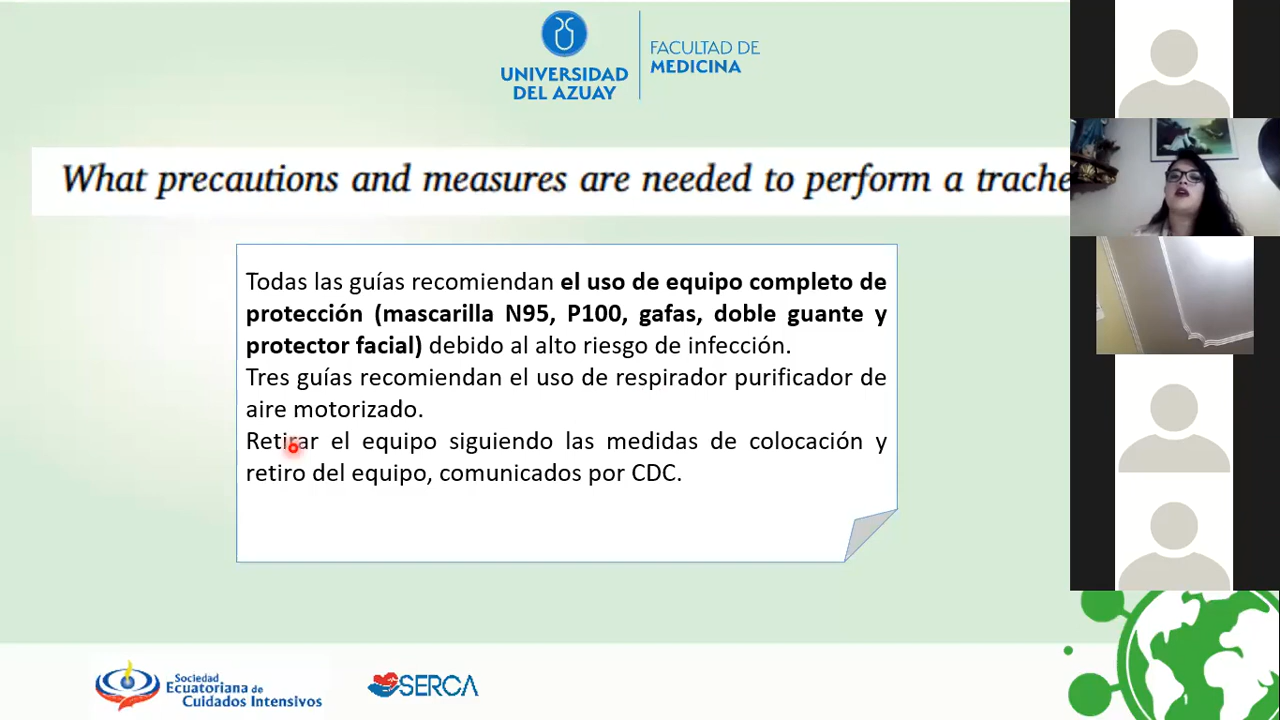 UNIVERSIDAD
DEL AZUAY
FACULTAD DE
MEDICINA
What precautions and measures are needed to perform a
Todas las guías recomiendan el uso de equipo completo de
protección (mascarilla N95, P100, gafas, doble guante y
protector facial) debido al alto riesgo de infección.
Tres guías recomiendan el uso de respirador purificador de
aire motorizado.
Retirar el equipo siguiendo las medidas de colocación y
retiro del equipo, comunicados por CDC.
Sociedad
Ecuatoriana de
Cuidados Intensivos
SERCA